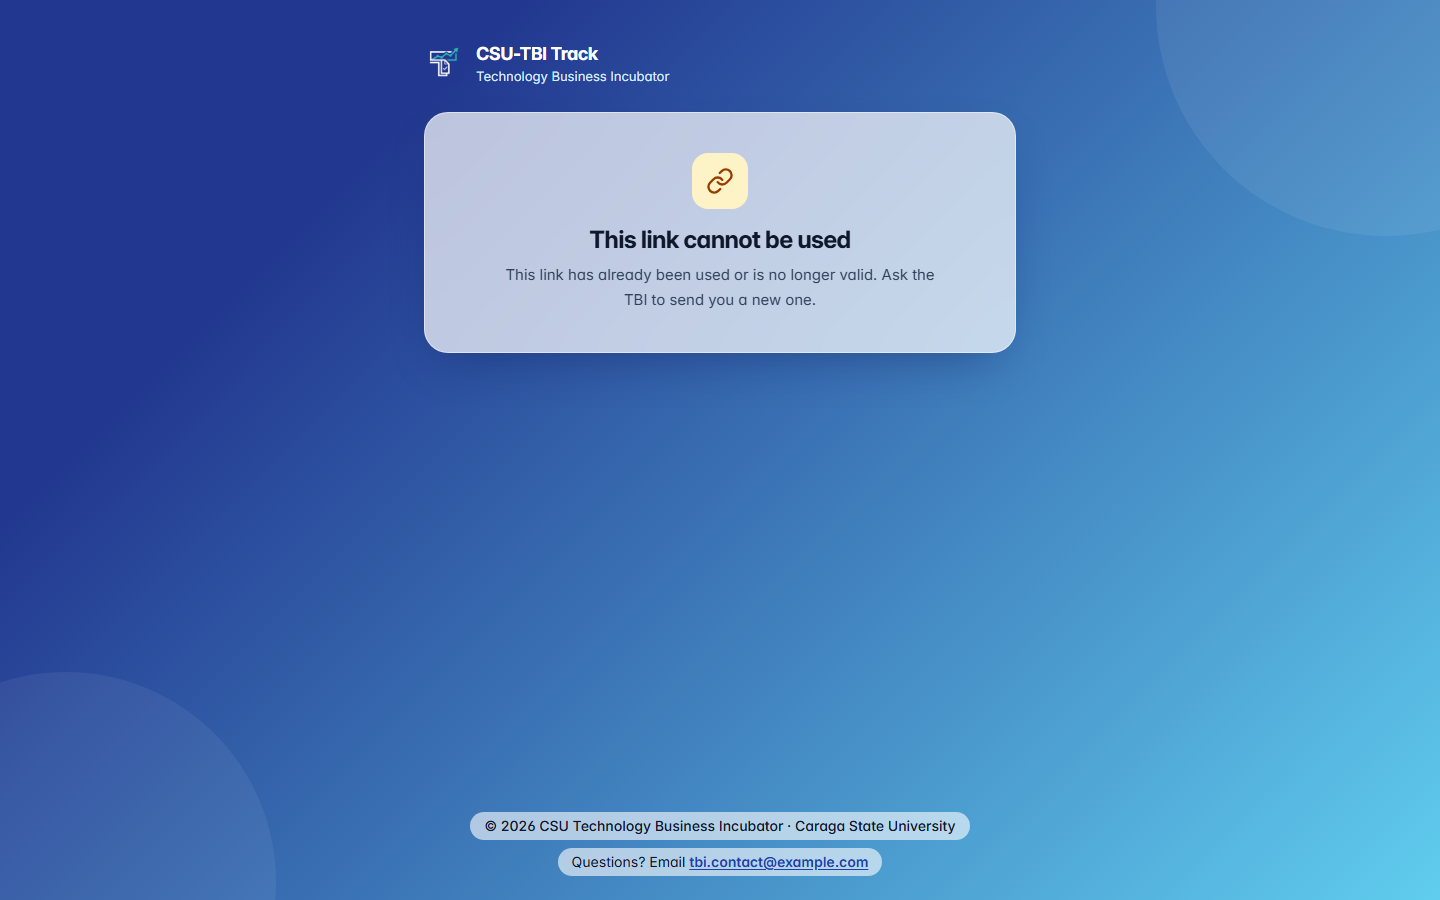 CSU-TBI Track
Technology Business Incubator
This link cannot be used
This link has already been used or is no longer valid. Ask the
TBI to send you a new one.
© 2026 CSU Technology Business Incubator · Caraga State University
Questions? Email tbi.contact@example.com